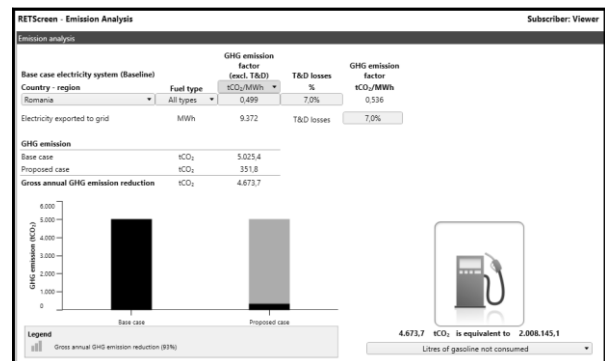 RETScreen - Emission Analysis Subscriber: Viewer
Emission analysis
GHG emission
factor GHG emission
Base case electricity system (Baseline) (excl. T&D) T&D losses factor
Country - region Fuel type tCO₂/MWh % tCO₂/MWh
Romania All types 0,499 7,0% 0,536
Electricity exported to grid MWh 9.372 T&D losses 7,0%
GHG emission
Base case tCO₂ 5.025,4
Proposed case tCO₂ 351,8
Gross annual GHG emission reduction tCO₂ 4.673,7
GHG emission (tCO₂)
6.000
5.000
4.000
3.000
2.000
1.000
0
Base case Proposed case
Legend
Gross annual GHG emission reduction (93%)
4.673,7 tCO₂ is equivalent to 2.008.145,1
Litres of gasoline not consumed